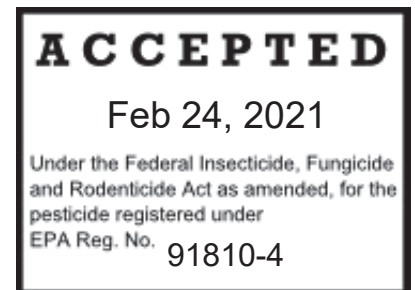 ACCEPTED
Feb 24, 2021
Under the Federal Insecticide, Fungicide
and Rodenticide Act as amended, for the
pesticide registered under
EPA Reg. No. 91810-4